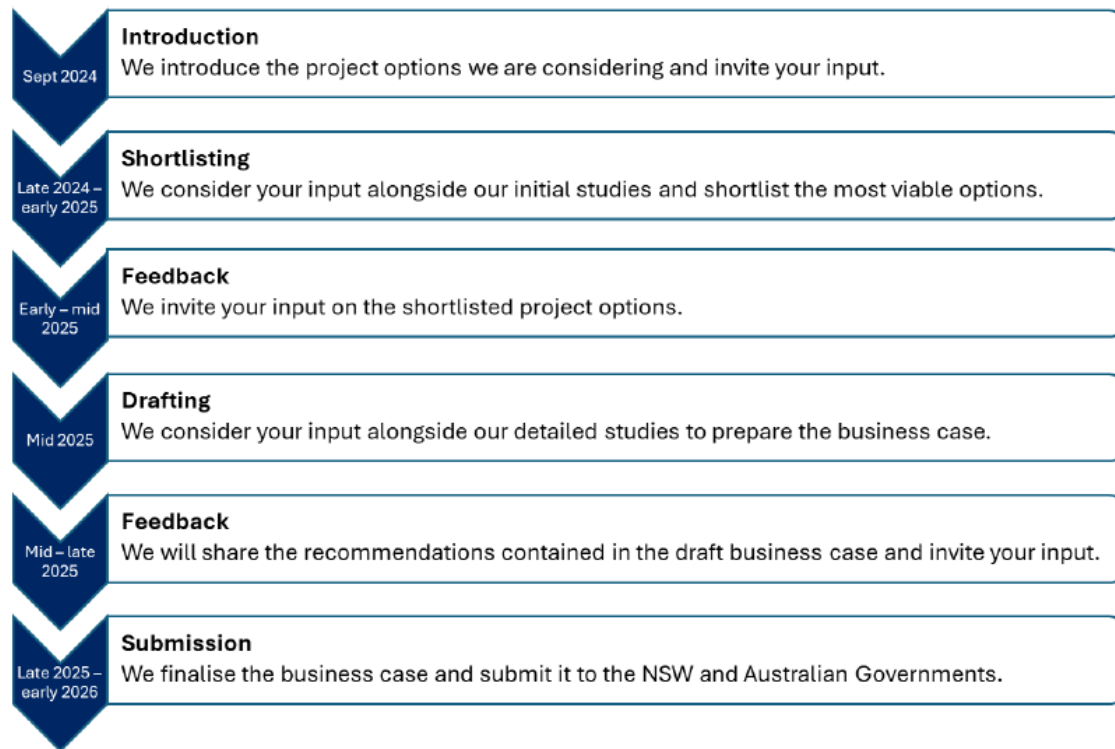 Sept 2024
Introduction
We introduce the project options we are considering and invite your input.
Late 2024 –
early 2025
Shortlisting
We consider your input alongside our initial studies and shortlist the most viable options.
Early – mid
2025
Feedback
We invite your input on the shortlisted project options.
Mid 2025
Drafting
We consider your input alongside our detailed studies to prepare the business case.
Mid – late
2025
Feedback
We will share the recommendations contained in the draft business case and invite your input.
Late 2025 –
early 2026
Submission
We finalise the business case and submit it to the NSW and Australian Governments.